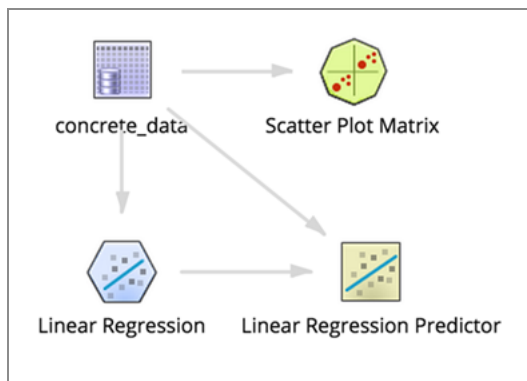 concrete_data
Scatter Plot Matrix
Linear Regression
Linear Regression Predictor